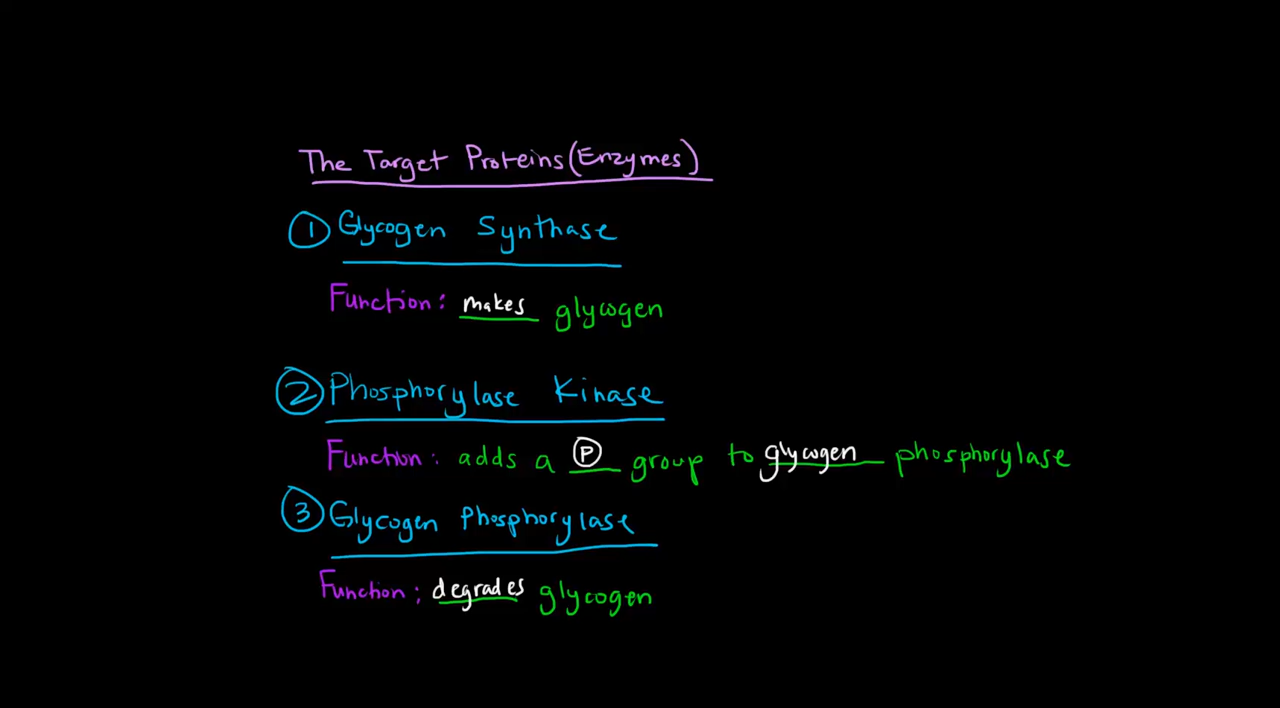 The Target Proteins (Enzymes)
① Glycogen Synthase
Function: makes glycogen
② Phosphorylase Kinase
Function: adds a Ⓟ group to glycogen phosphorylase
③ Glycogen Phosphorylase
Function: degrades glycogen